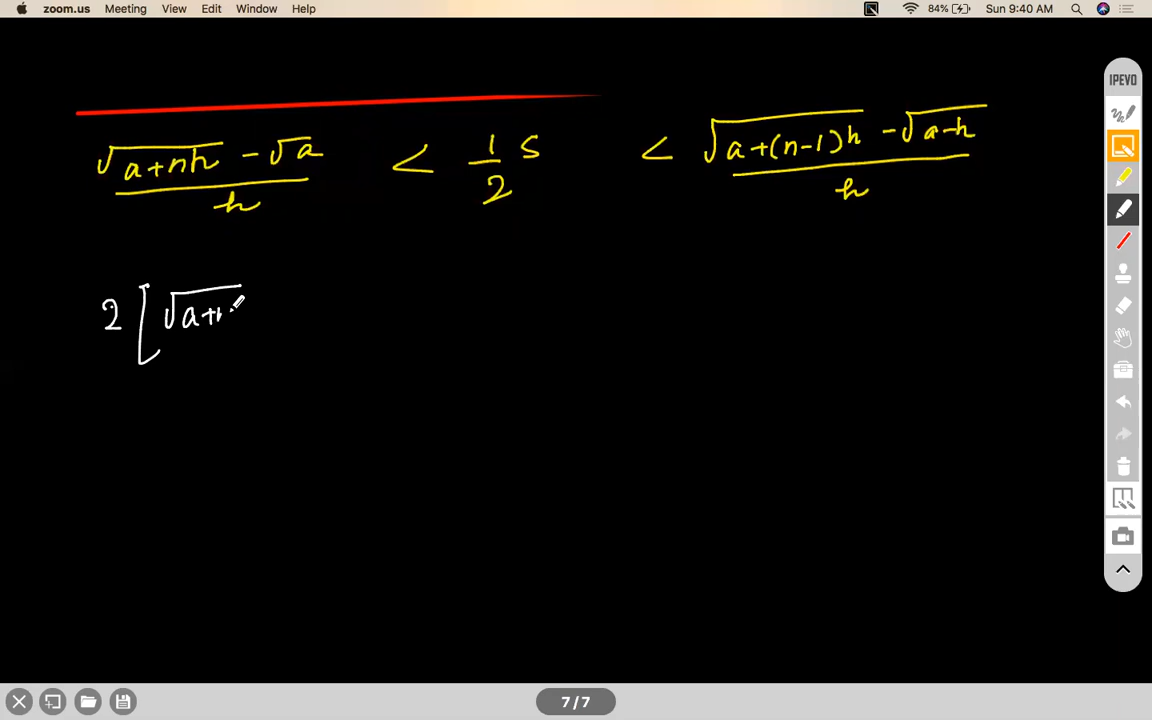 zoom.us Meeting View Edit Window Help 84% Sun 9:40 AM
IPEVO
√(a+nh) - √a / h < 1/2 S < √(a+(n-1)h) - √(a-h) / h
2 [ √(a+
7/7